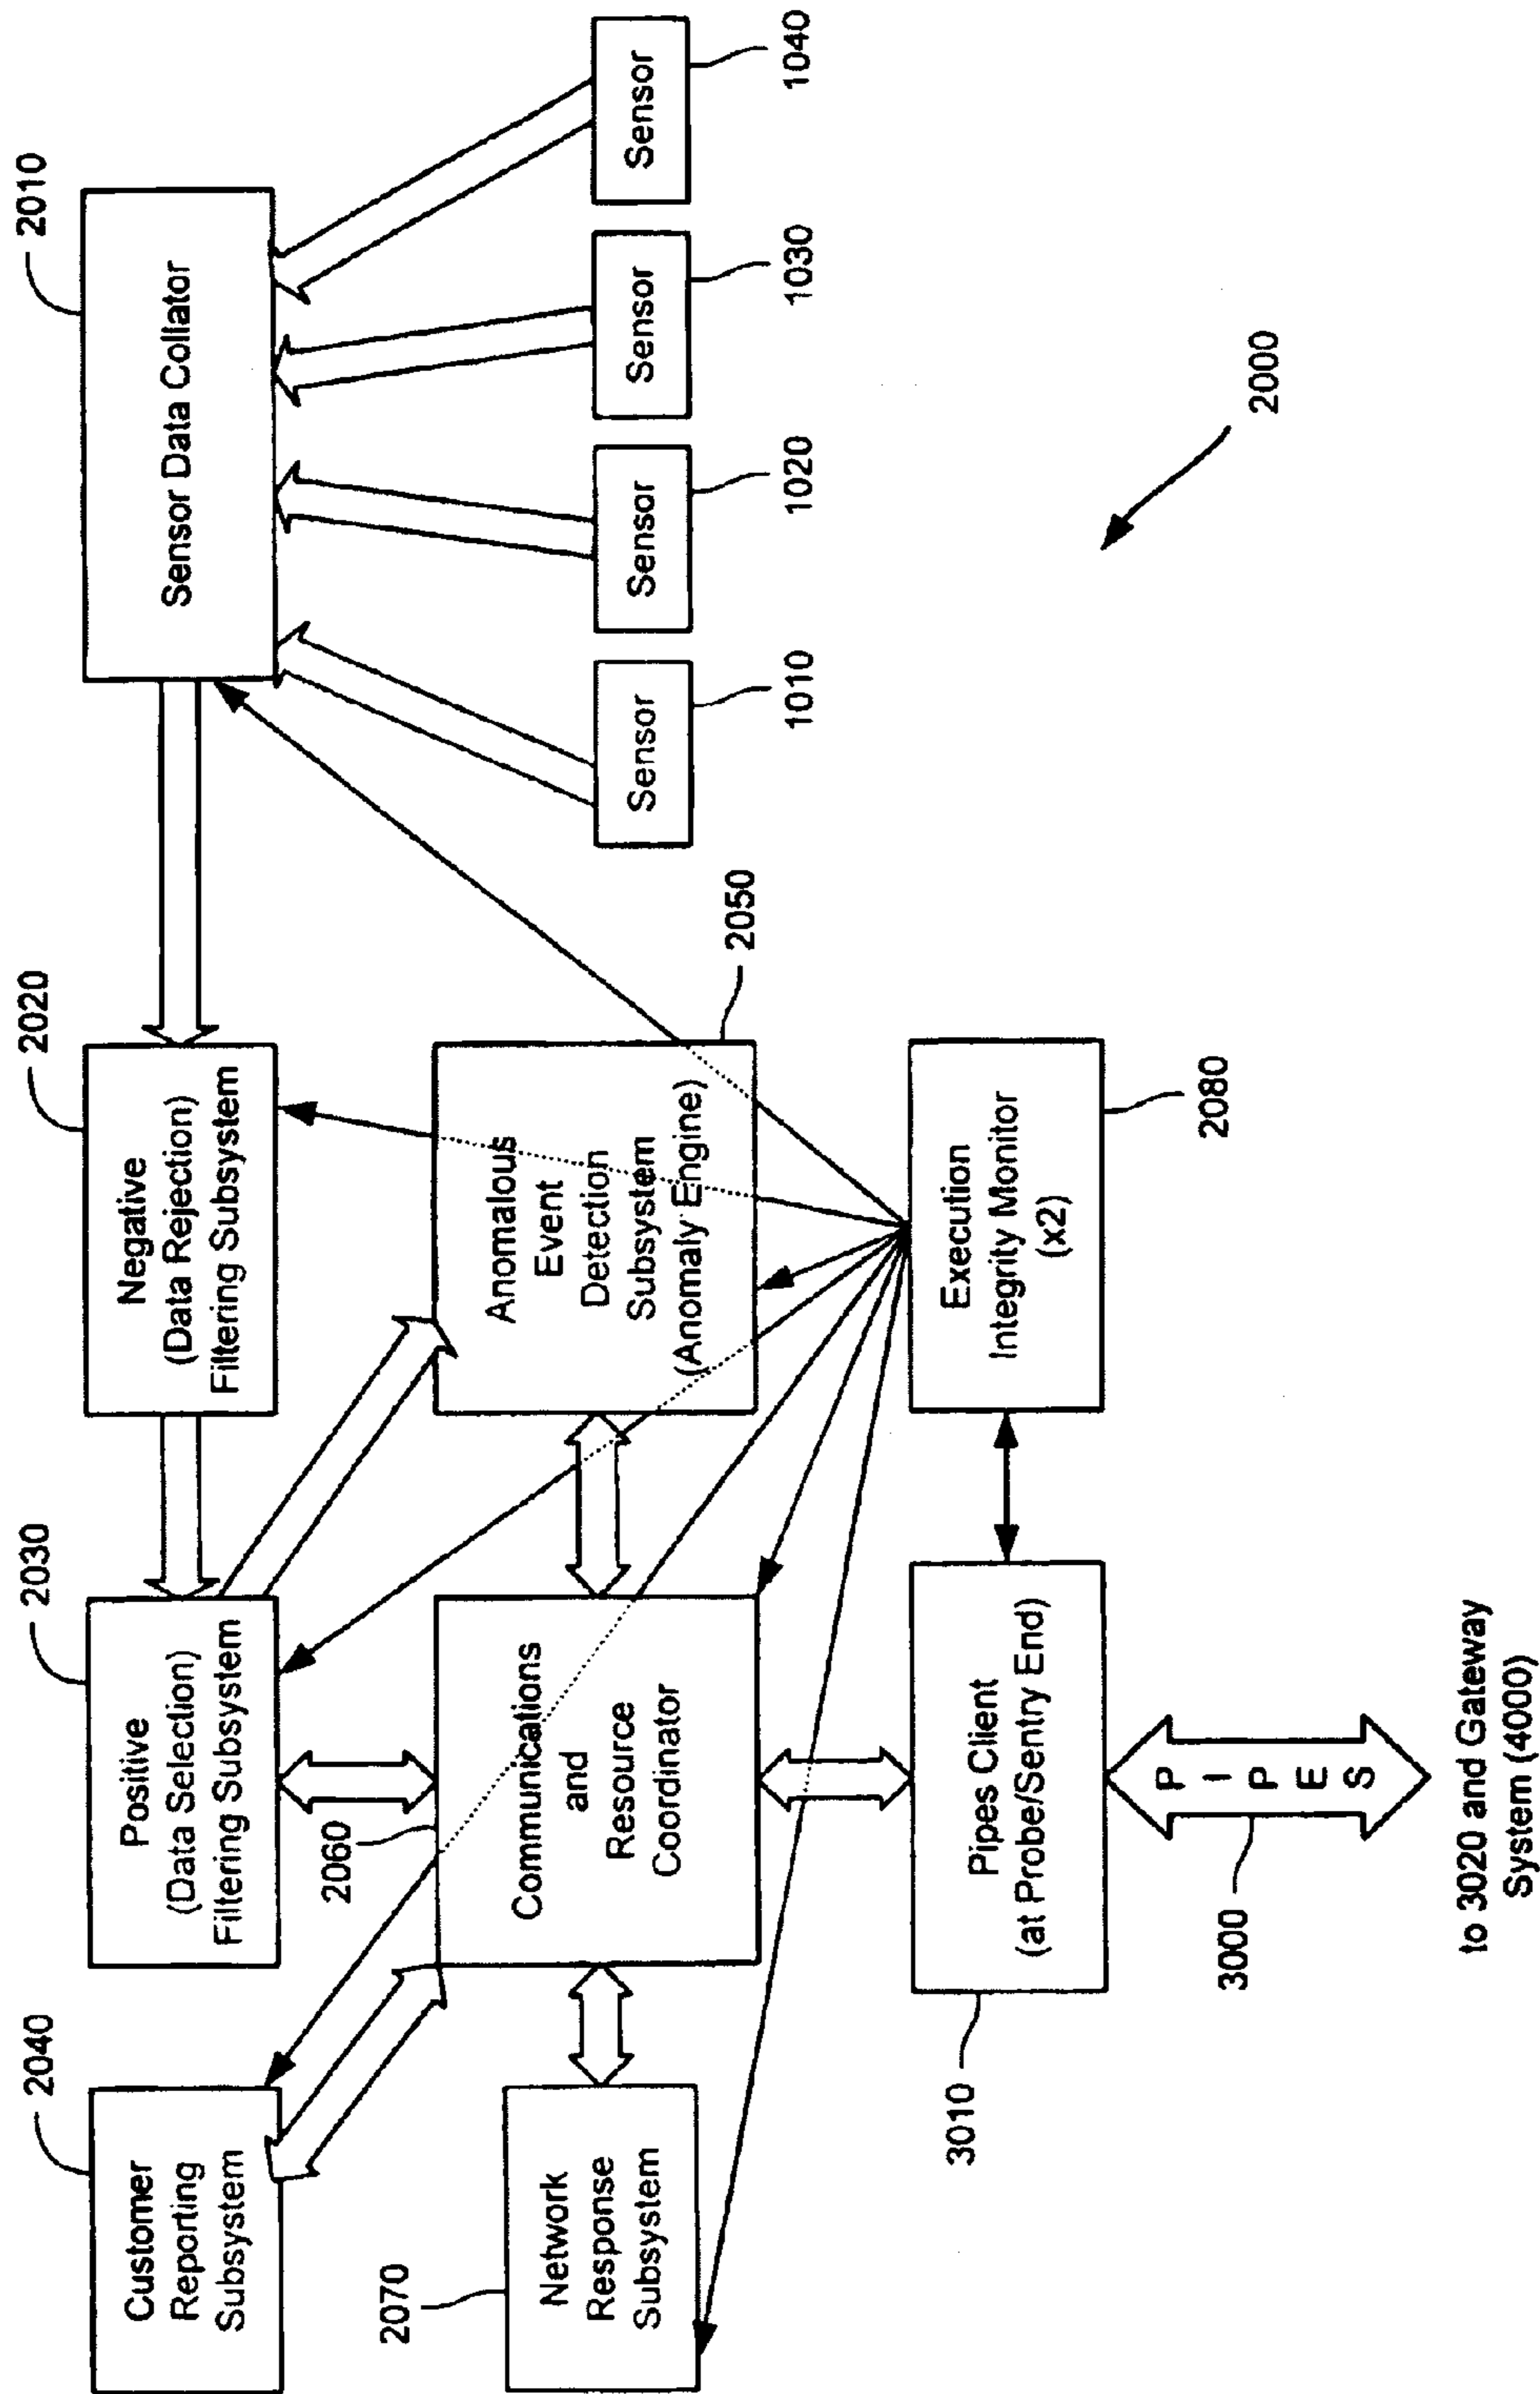 2040
2030
2020
2010
Customer
Reporting
Subsystem
Positive
(Data Selection)
Filtering Subsystem
Negative
(Data Rejection)
Filtering Subsystem
Sensor Data Collator
2070
2060
2050
Network
Response
Subsystem
Communications
and
Resource
Coordinator
Anomalous
Event
Detection
Subsystem
(Anomaly Engine)
Sensor
Sensor
Sensor
Sensor
1010
1020
1030
1040
3010
Pipes Client
(at Probe/Sentry End)
Execution
Integrity Monitor
(x2)
2080
3000
PIPES
2000
to 3020 and Gateway
System (4000)